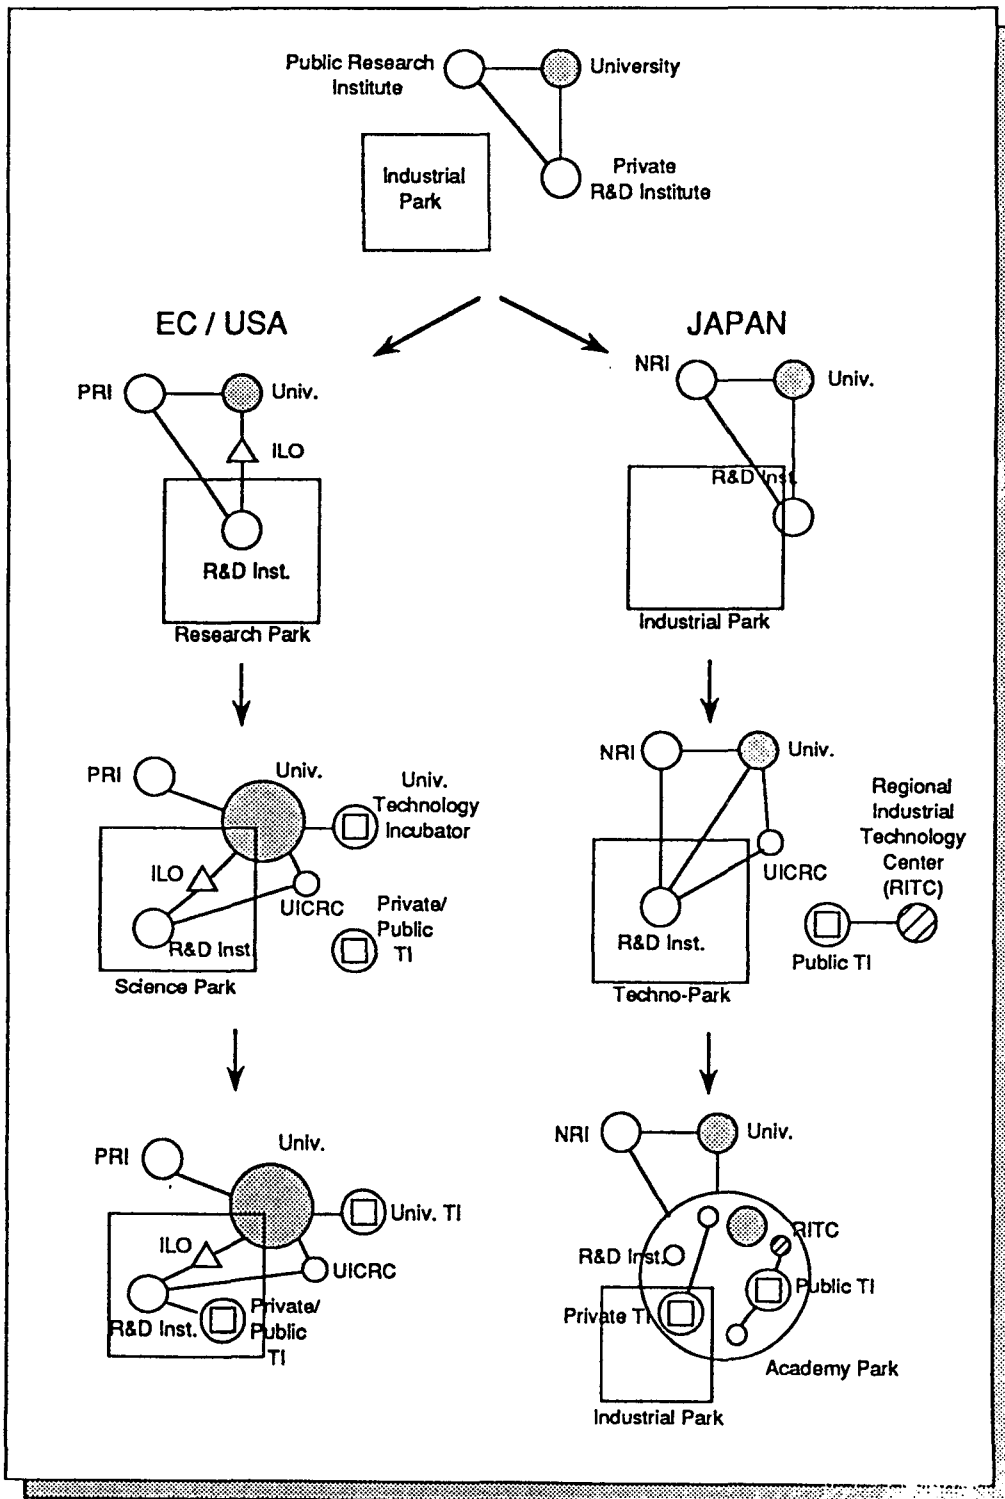 Public Research
Institute
University
Industrial
Park
Private
R&D Institute
EC / USA
PRI
Univ.
ILO
R&D Inst.
Research Park
JAPAN
NRI
Univ.
R&D Inst.
Industrial Park
PRI
Univ.
Univ.
Technology
Incubator
ILO
UICRC
Private/
Public
TI
R&D Inst.
Science Park
NRI
Univ.
Regional
Industrial
Technology
Center
(RITC)
UICRC
R&D Inst.
Public TI
Techno-Park
PRI
Univ.
Univ. TI
ILO
UICRC
Private/
Public
TI
R&D Inst.
NRI
Univ.
RITC
R&D Inst.
Public TI
Private TI
Academy Park
Industrial Park